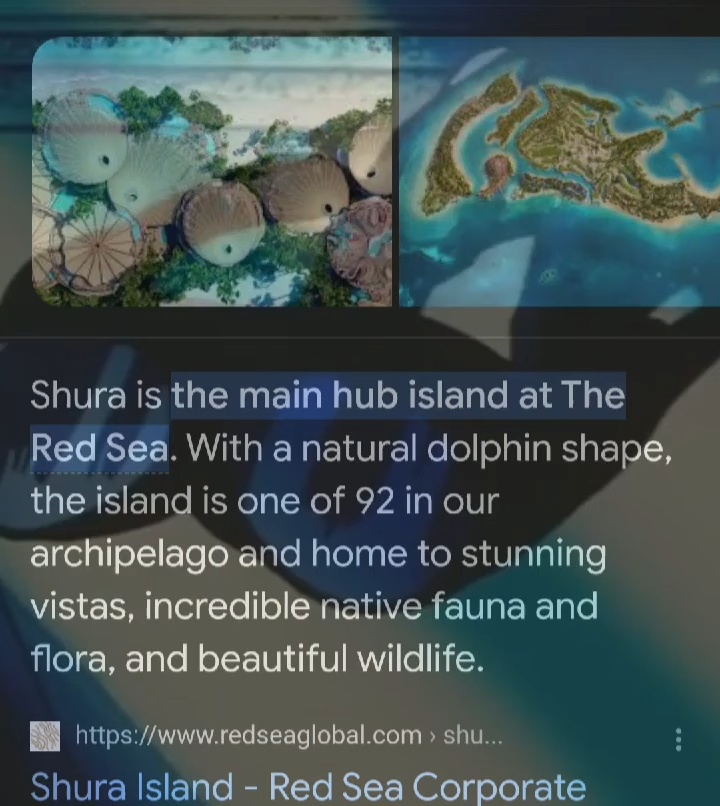 Shura is the main hub island at The
Red Sea. With a natural dolphin shape,
the island is one of 92 in our
archipelago and home to stunning
vistas, incredible native fauna and
flora, and beautiful wildlife.
https://www.redseaglobal.com › shu...
Shura Island - Red Sea Corporate